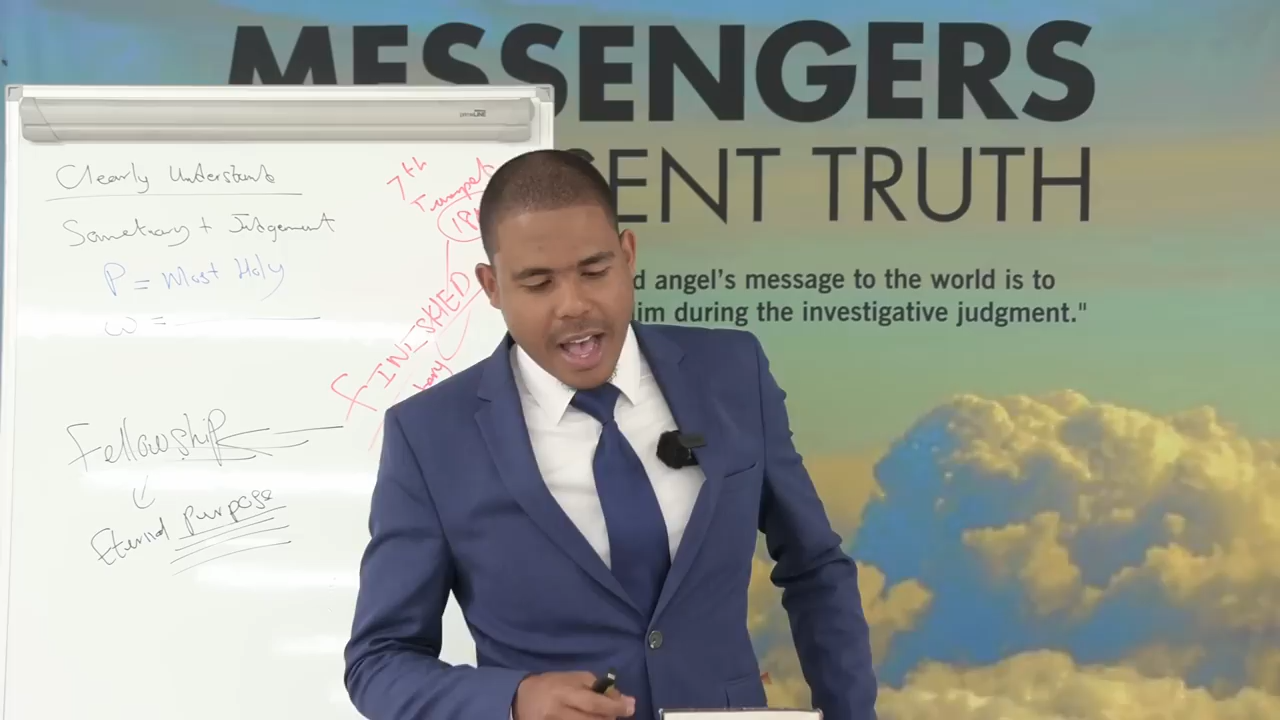 MESSENGERS
SENT TRUTH
d angel's message to the world is to
im during the investigative judgment."
Clearly Understand
Sanctuary + Judgement
P = Most Holy
W =
Fellowship
Eternal Purpose
7th
Trumpet
FINISHED